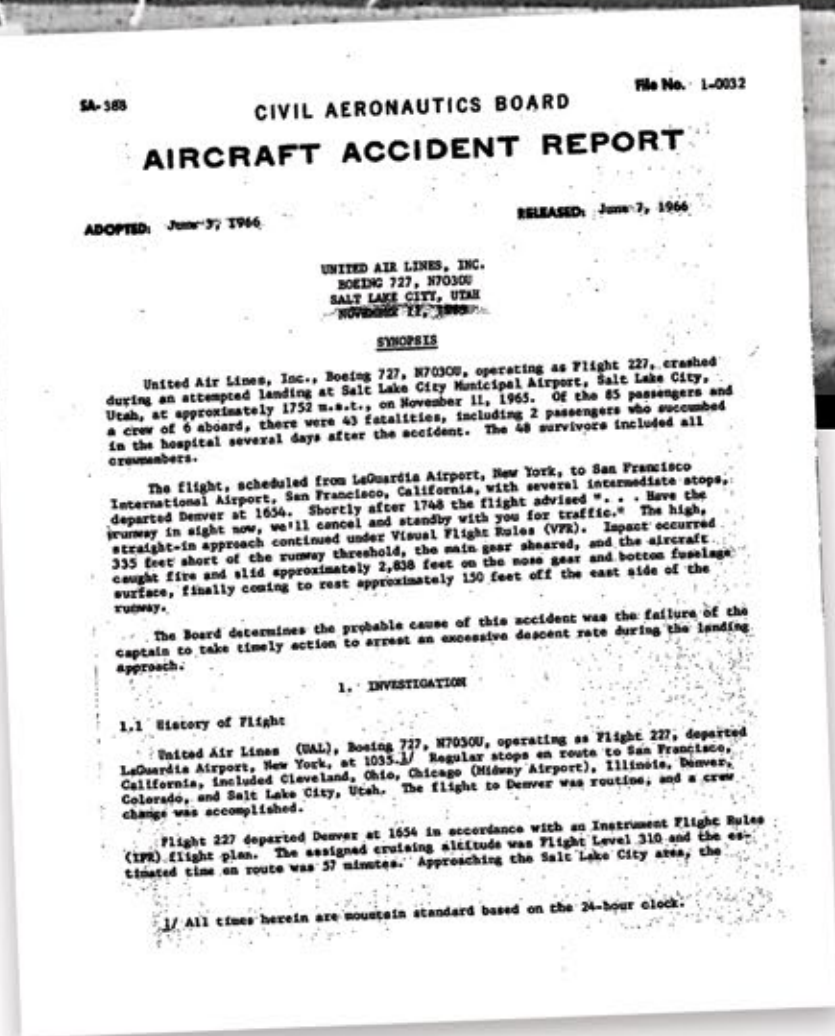 SA-388
File No. 1-0032
CIVIL AERONAUTICS BOARD
AIRCRAFT ACCIDENT REPORT
ADOPTED: June 3, 1966
RELEASED: June 7, 1966
UNITED AIR LINES, INC.
BOEING 727, N7030U
SALT LAKE CITY, UTAH
NOVEMBER 11, 1965
SYNOPSIS
United Air Lines, Inc., Boeing 727, N7030U, operating as Flight 227, crashed
during an attempted landing at Salt Lake City Municipal Airport, Salt Lake City,
Utah, at approximately 1752 m.s.t., on November 11, 1965. Of the 85 passengers and
a crew of 6 aboard, there were 43 fatalities, including 2 passengers who succumbed
in the hospital several days after the accident. The 48 survivors included all
crewmembers.
The flight, scheduled from LaGuardia Airport, New York, to San Francisco
International Airport, San Francisco, California, with several intermediate stops,
departed Denver at 1654. Shortly after 1748 the flight advised ". . . Have the
runway in sight now, we'll cancel and standby with you for traffic." The high,
straight-in approach continued under Visual Flight Rules (VFR). Impact occurred
335 feet short of the runway threshold, the main gear sheared, and the aircraft
caught fire and slid approximately 2,838 feet on the nose gear and bottom fuselage
surface, finally coming to rest approximately 150 feet off the east side of the
runway.
The Board determines the probable cause of this accident was the failure of the
captain to take timely action to arrest an excessive descent rate during the landing
approach.
1. INVESTIGATION
1.1 History of Flight
United Air Lines (UAL), Boeing 727, N7030U, operating as Flight 227, departed
LaGuardia Airport, New York, at 1035.1/ Regular stops en route to San Francisco,
California, included Cleveland, Ohio, Chicago (Midway Airport), Illinois, Denver,
Colorado, and Salt Lake City, Utah. The flight to Denver was routine, and a crew
change was accomplished.
Flight 227 departed Denver at 1654 in accordance with an Instrument Flight Rules
(IFR) flight plan. The assigned cruising altitude was Flight Level 310 and the es-
timated time en route was 57 minutes. Approaching the Salt Lake City area, the
1/ All times herein are mountain standard based on the 24-hour clock.